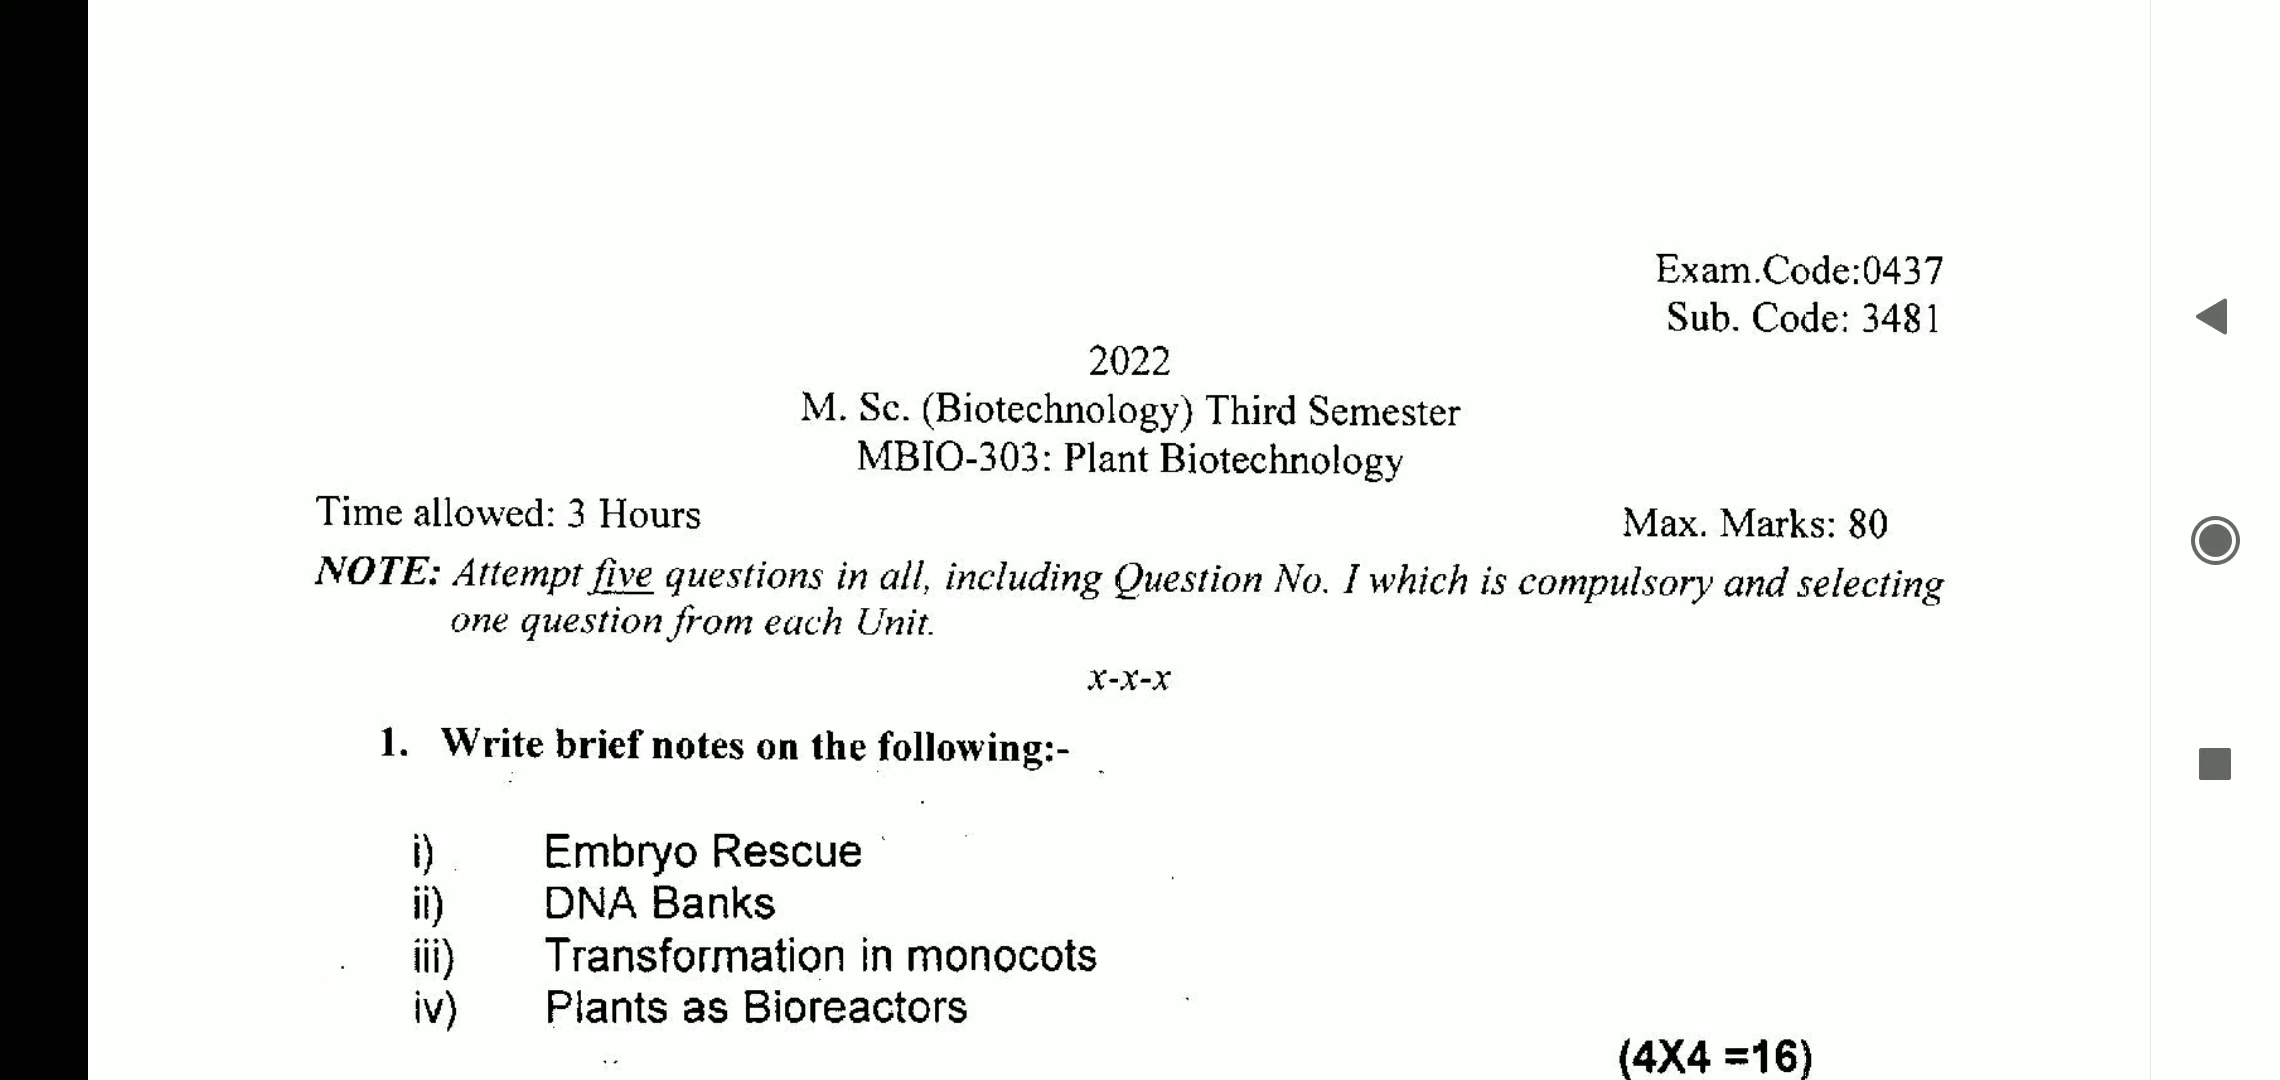 Exam.Code:0437
Sub. Code: 3481
2022
M. Sc. (Biotechnology) Third Semester
MBIO-303: Plant Biotechnology
Time allowed: 3 Hours
Max. Marks: 80
NOTE: Attempt five questions in all, including Question No. I which is compulsory and selecting
one question from each Unit.
x-x-x
1. Write brief notes on the following:-
i) Embryo Rescue
ii) DNA Banks
iii) Transformation in monocots
iv) Plants as Bioreactors
(4X4 =16)